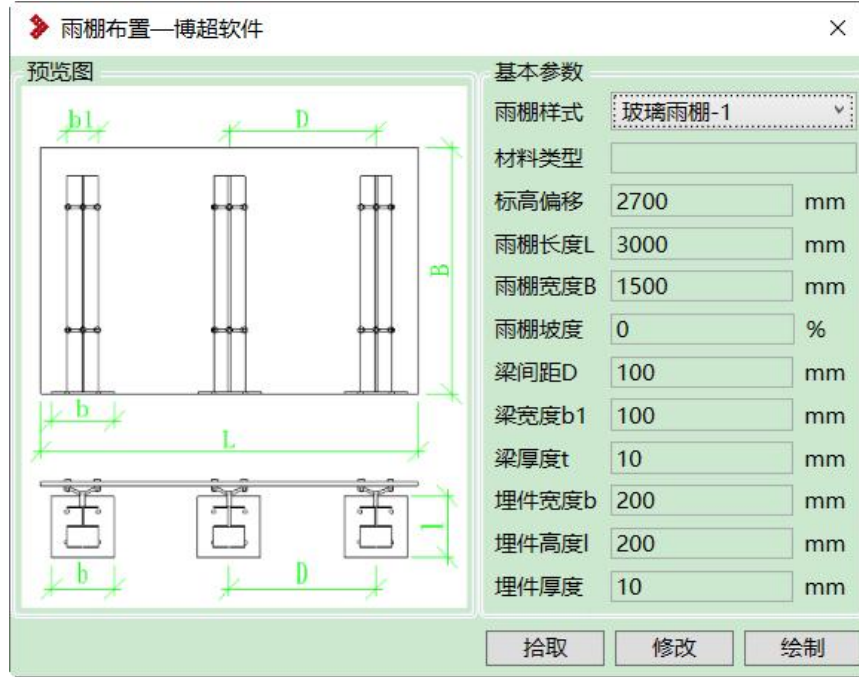 雨棚布置—博超软件
预览图
b1
D
B
b
L
l
b
D
基本参数
雨棚样式 玻璃雨棚-1
材料类型
标高偏移 2700 mm
雨棚长度L 3000 mm
雨棚宽度B 1500 mm
雨棚坡度 0 %
梁间距D 100 mm
梁宽度b1 100 mm
梁厚度t 10 mm
埋件宽度b 200 mm
埋件高度l 200 mm
埋件厚度 10 mm
拾取 修改 绘制